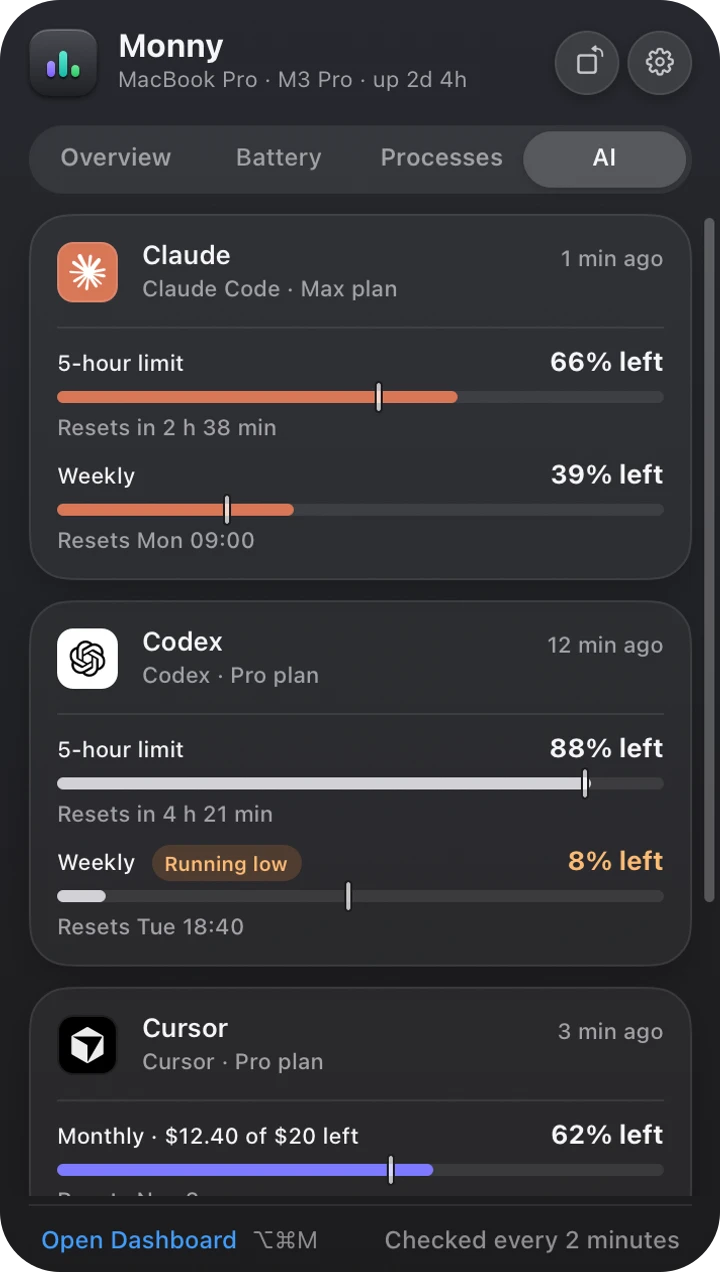 Monny
MacBook Pro · M3 Pro · up 2d 4h
Overview Battery Processes AI
Claude
1 min ago
Claude Code · Max plan
5-hour limit 66% left
Resets in 2 h 38 min
Weekly 39% left
Resets Mon 09:00
Codex
12 min ago
Codex · Pro plan
5-hour limit 88% left
Resets in 4 h 21 min
Weekly Running low 8% left
Resets Tue 18:40
Cursor
3 min ago
Cursor · Pro plan
Monthly · $12.40 of $20 left 62% left
Open Dashboard ⌥⌘M Checked every 2 minutes